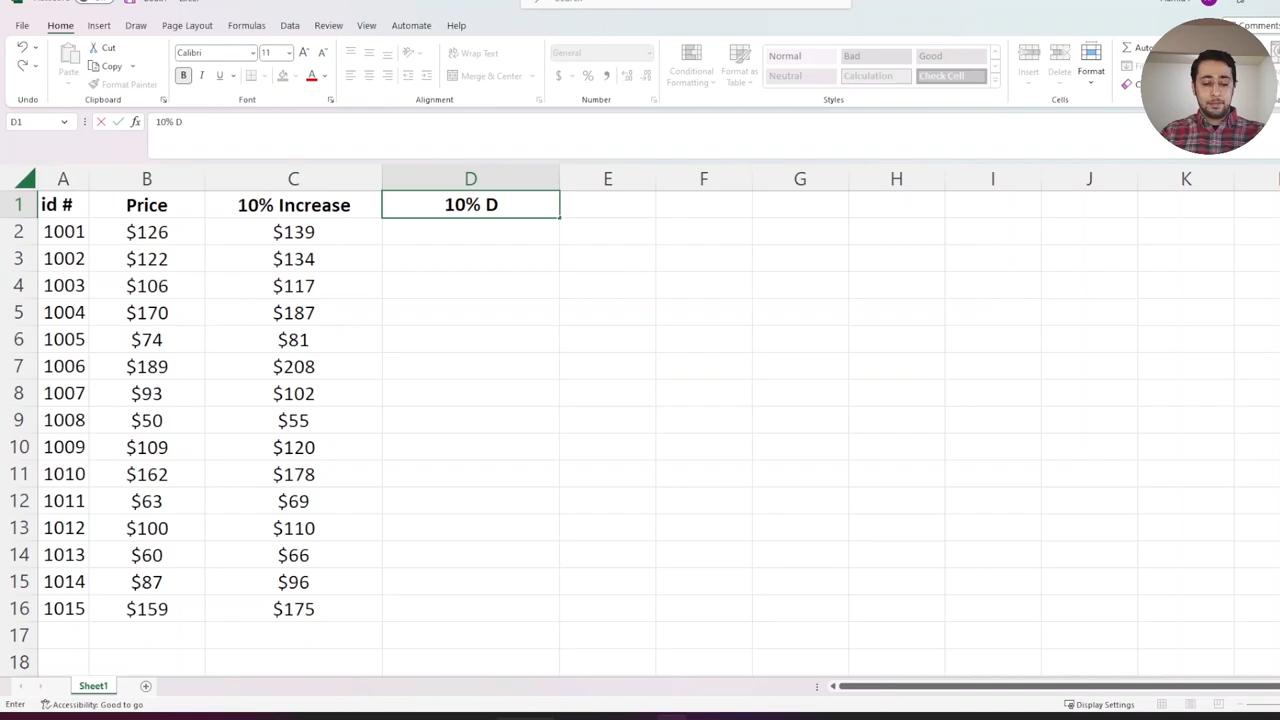 File Home Insert Draw Page Layout Formulas Data Review View Automate Help
Comments
Cut Calibri 11 Wrap Text General Normal Bad Good
Paste Copy Merge & Center Conditional Formatting Format as Table Neutral Calculation Check Cell Insert Delete Format
Format Painter
Undo Clipboard Font Alignment Number Styles Cells
D1 10% D
A B C D E F G H I J K
1 id # Price 10% Increase 10% D
2 1001 $126 $139
3 1002 $122 $134
4 1003 $106 $117
5 1004 $170 $187
6 1005 $74 $81
7 1006 $189 $208
8 1007 $93 $102
9 1008 $50 $55
10 1009 $109 $120
11 1010 $162 $178
12 1011 $63 $69
13 1012 $100 $110
14 1013 $60 $66
15 1014 $87 $96
16 1015 $159 $175
17
18
Sheet1
Enter Accessibility: Good to go Display Settings